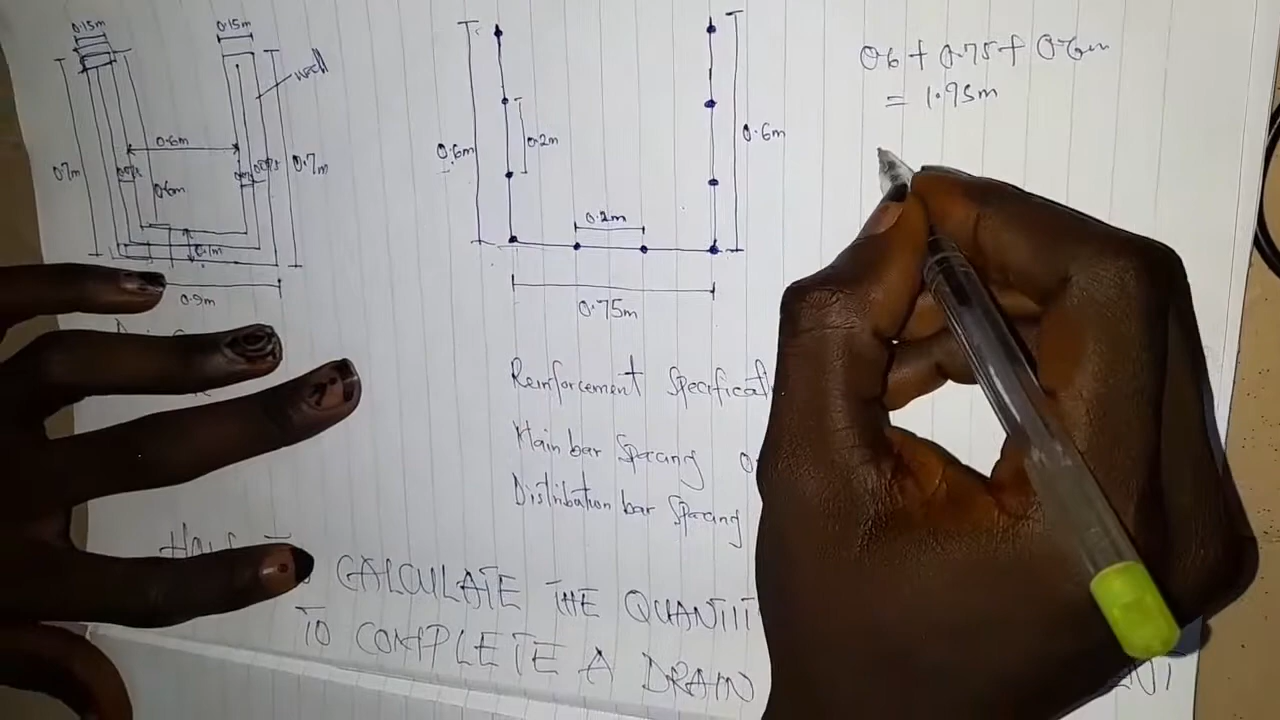 0.15m
0.15m
wall
0.6m
0.7m
0.6m
0.7m
0.1m
0.9m
0.6m
0.2m
0.2m
0.6m
0.75m
0.6 + 0.75 + 0.6m
= 1.95m
Reinforcement Specificat
Main bar Spacing 0
Distribution bar Spacing
CALCULATE THE QUANTIT
TO COMPLETE A DRAIN